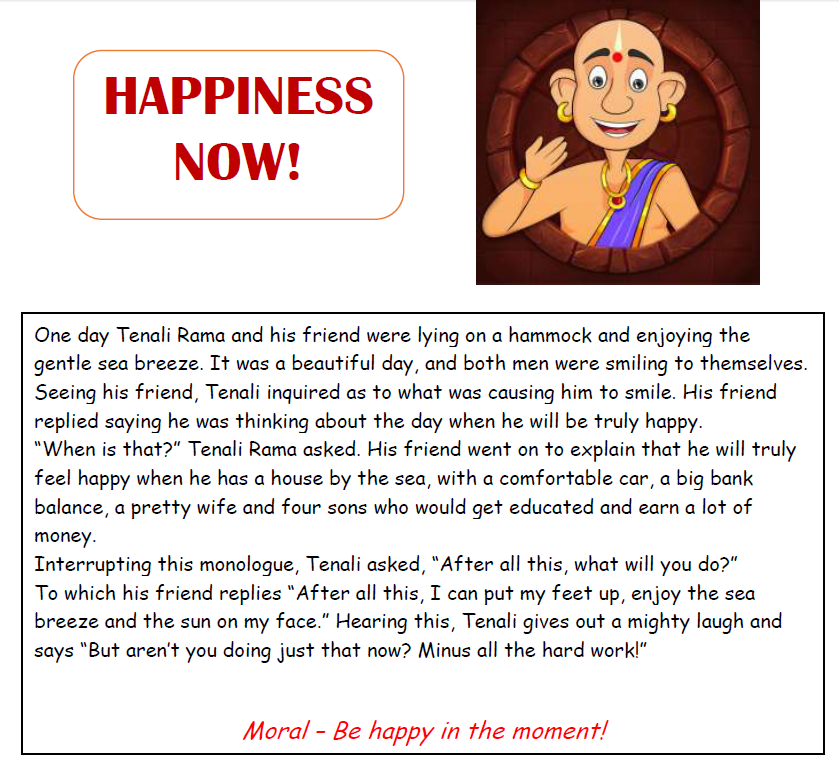 HAPPINESS
NOW!
One day Tenali Rama and his friend were lying on a hammock and enjoying the
gentle sea breeze. It was a beautiful day, and both men were smiling to themselves.
Seeing his friend, Tenali inquired as to what was causing him to smile. His friend
replied saying he was thinking about the day when he will be truly happy.
“When is that?” Tenali Rama asked. His friend went on to explain that he will truly
feel happy when he has a house by the sea, with a comfortable car, a big bank
balance, a pretty wife and four sons who would get educated and earn a lot of
money.
Interrupting this monologue, Tenali asked, “After all this, what will you do?”
To which his friend replies “After all this, I can put my feet up, enjoy the sea
breeze and the sun on my face.” Hearing this, Tenali gives out a mighty laugh and
says “But aren’t you doing just that now? Minus all the hard work!”
Moral – Be happy in the moment!